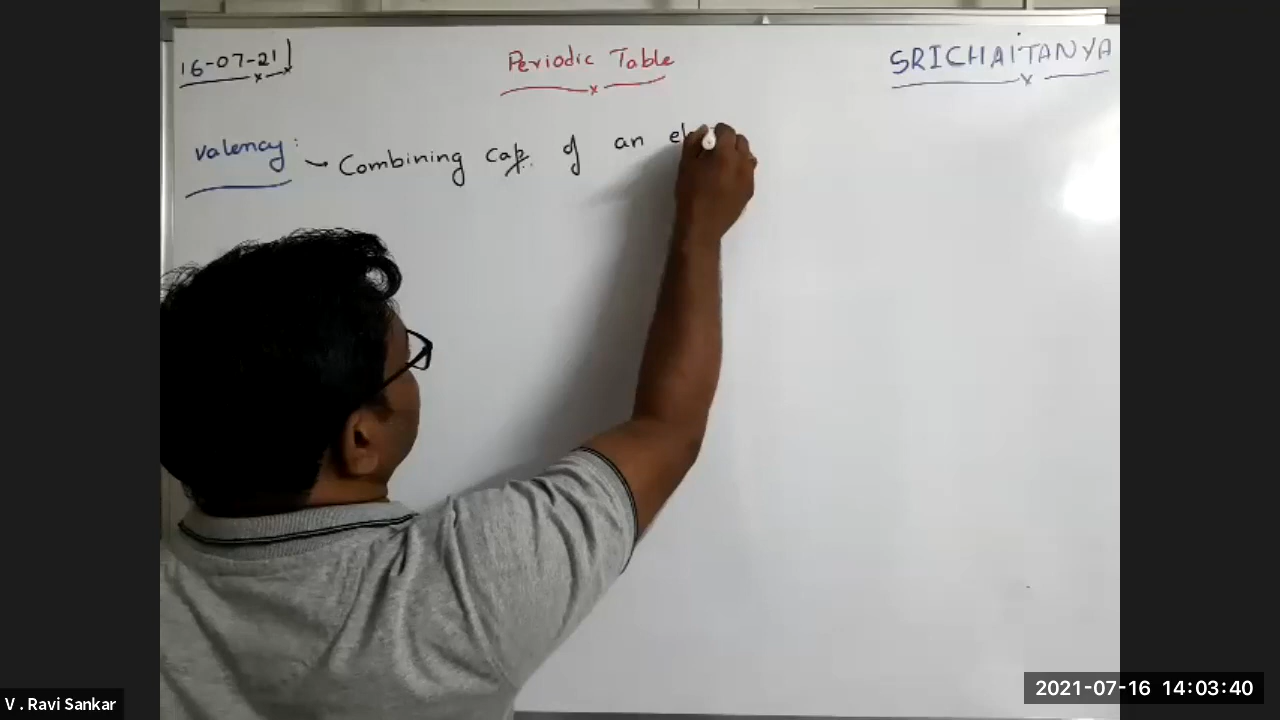 16-07-21
Periodic Table
SRICHAITANYA
Valency:
Combining cap. of an
V . Ravi Sankar
2021-07-16 14:03:40